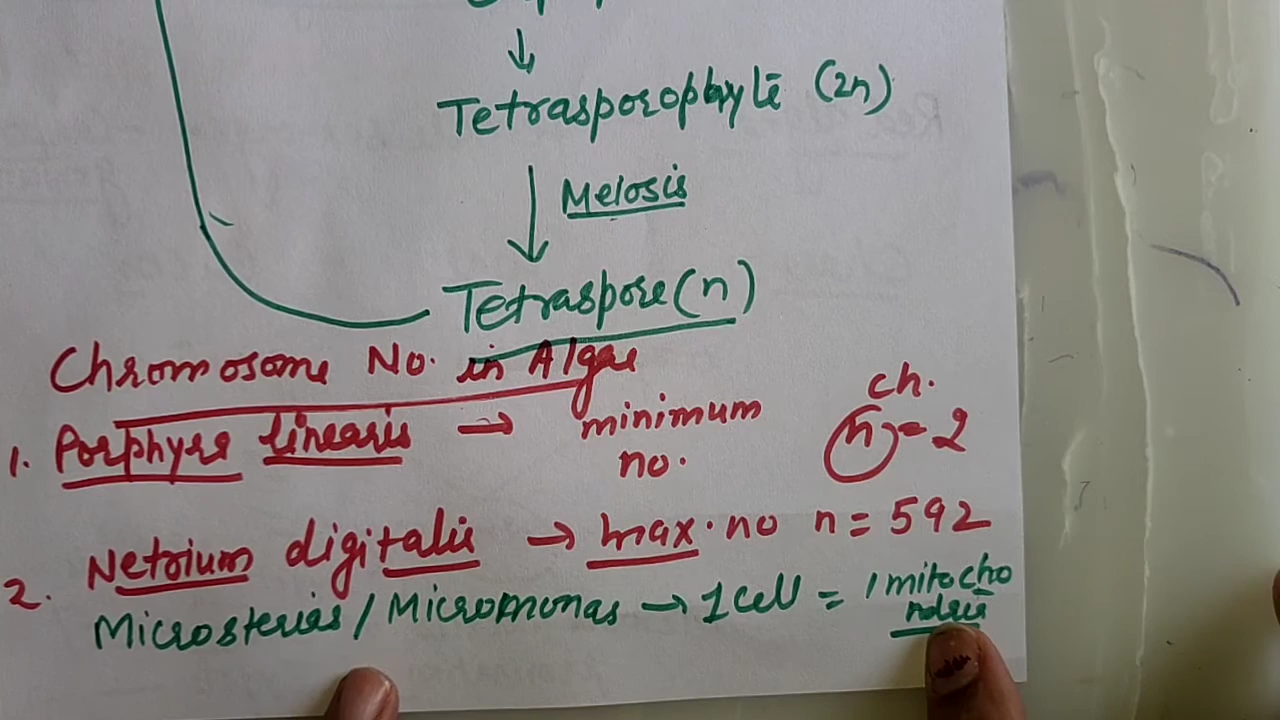 ↓
Tetrasporophyte (2n)
↓ Meiosis
Tetraspore (n)
Chromosome No. in Algae
1. Porphyra linearis → minimum no. ch. n = 2
2. Netrium digitalis → max. no n = 592
Microsterias / Micromonas → 1 cell = 1 mitochondria